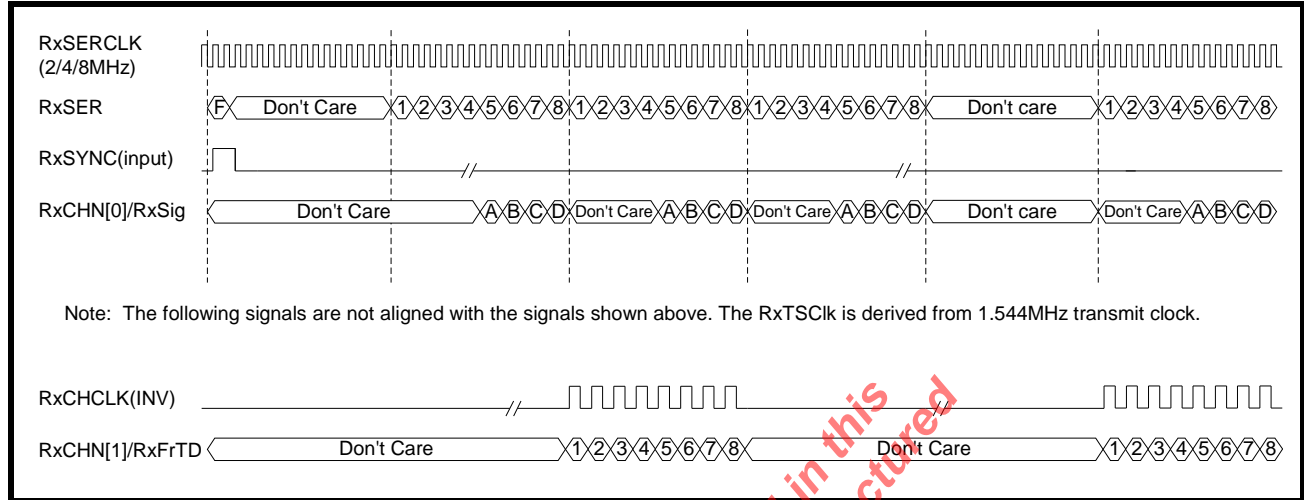 RxSERCLK
(2/4/8MHz)
RxSER F Don't Care 1 2 3 4 5 6 7 8 1 2 3 4 5 6 7 8 1 2 3 4 5 6 7 8 Don't care 1 2 3 4 5 6 7 8
RxSYNC(input)
RxCHN[0]/RxSig Don't Care A B C D Don't Care A B C D Don't Care A B C D Don't care Don't Care A B C D
Note: The following signals are not aligned with the signals shown above. The RxTSClk is derived from 1.544MHz transmit clock.
RxCHCLK(INV)
RxCHN[1]/RxFrTD Don't Care 1 2 3 4 5 6 7 8 Don't Care 1 2 3 4 5 6 7 8
in this